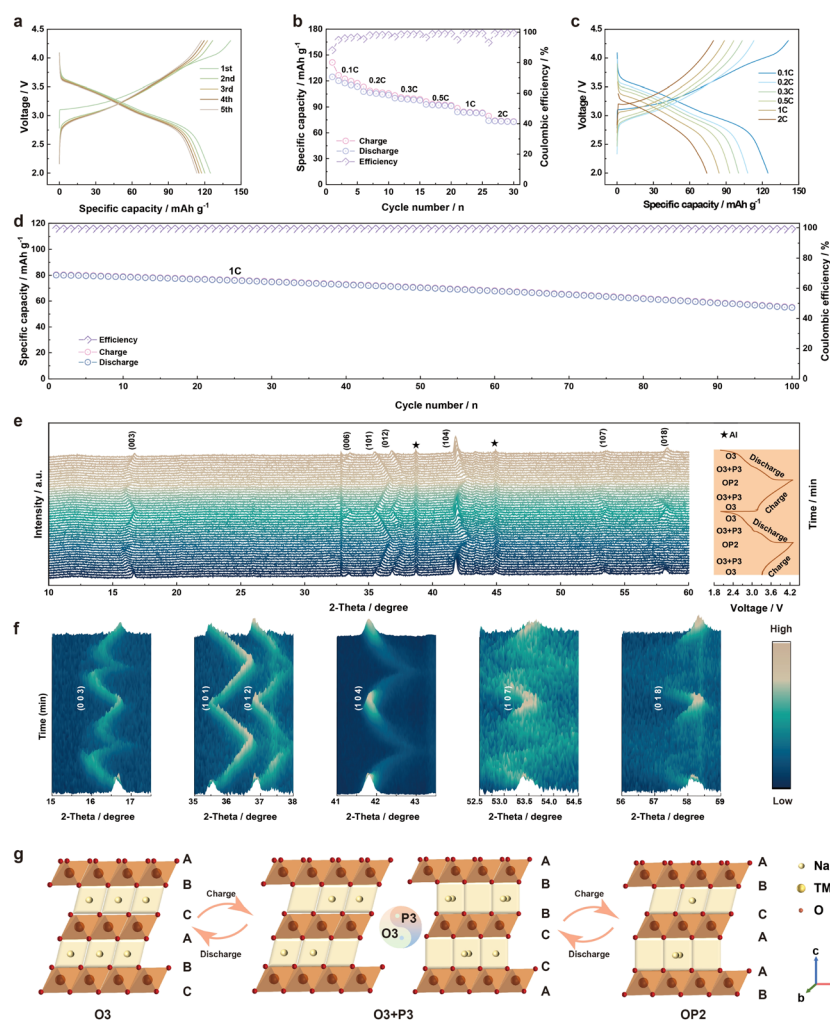 a
4.5
4.0
3.5
3.0
2.5
2.0
Voltage / V
1st
2nd
3rd
4th
5th
0 30 60 90 120 150
Specific capacity / mAh g⁻¹
b
180
150
120
90
60
30
0
Specific capacity / mAh g⁻¹
0.1C
0.2C
0.3C
0.5C
1C
2C
Charge
Discharge
Efficiency
100
80
60
40
20
0
Coulombic efficiency / %
0 5 10 15 20 25 30
Cycle number / n
c
4.5
4.0
3.5
3.0
2.5
2.0
Voltage / V
0.1C
0.2C
0.3C
0.5C
1C
2C
0 30 60 90 120 150
Specific capacity / mAh g⁻¹
d
120
100
80
60
40
20
0
Specific capacity / mAh g⁻¹
1C
Efficiency
Charge
Discharge
100
80
60
40
20
0
Coulombic efficiency / %
0 10 20 30 40 50 60 70 80 90 100
Cycle number / n
e
Intensity / a.u.
(003)
(006)
(101)
(012)
★
(104)
★
(107)
(018)
10 15 20 25 30 35 40 45 50 55 60
2-Theta / degree
★Al
O3
O3+P3
OP2
O3+P3
O3
O3
O3+P3
OP2
O3+P3
O3
Discharge
Charge
Discharge
Charge
1.8 2.4 3.0 3.6 4.2
Voltage / V
Time / min
f
Time (min)
(0 0 3)
15 16 17
2-Theta / degree
(1 0 1)
(0 1 2)
35 36 37 38
2-Theta / degree
(1 0 4)
41 42 43
2-Theta / degree
(1 0 7)
52.5 53.0 53.5 54.0 54.5
2-Theta / degree
(0 1 8)
56 57 58 59
2-Theta / degree
High
Low
g
A
B
C
A
B
C
O3
Charge
Discharge
A
B
C
A
B
C
P3
O3
A
B
B
C
C
A
O3+P3
Charge
Discharge
A
B
C
A
A
B
OP2
Na
TM
O
c
b